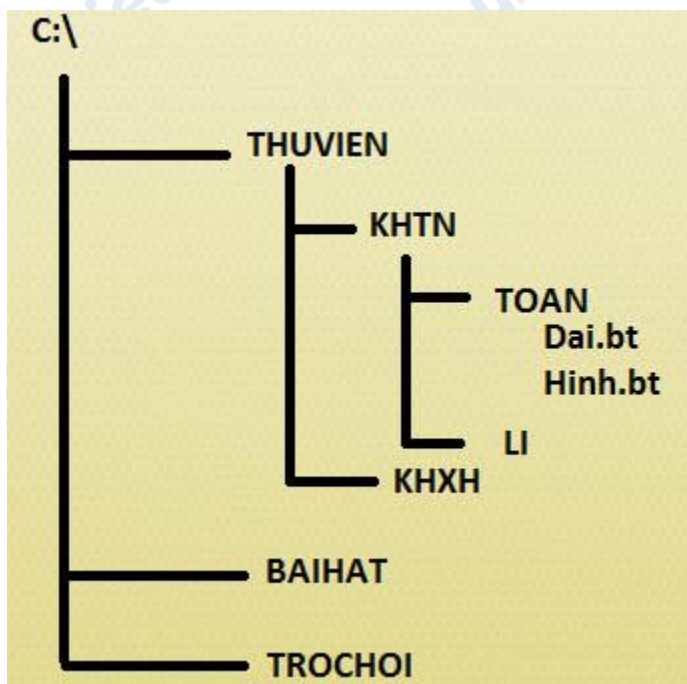 C:\
THUVIEN
KHTN
TOAN
Dai.bt
Hinh.bt
LI
KHXH
BAIHAT
TROCHOI